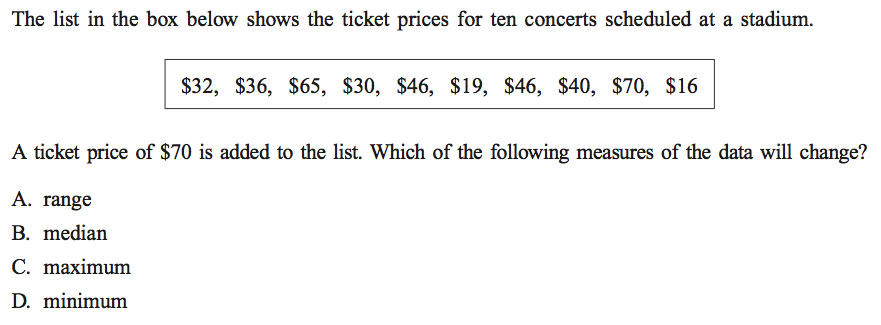 The list in the box below shows the ticket prices for ten concerts scheduled at a stadium.
$32, $36, $65, $30, $46, $19, $46, $40, $70, $16
A ticket price of $70 is added to the list. Which of the following measures of the data will change?
A. range
B. median
C. maximum
D. minimum